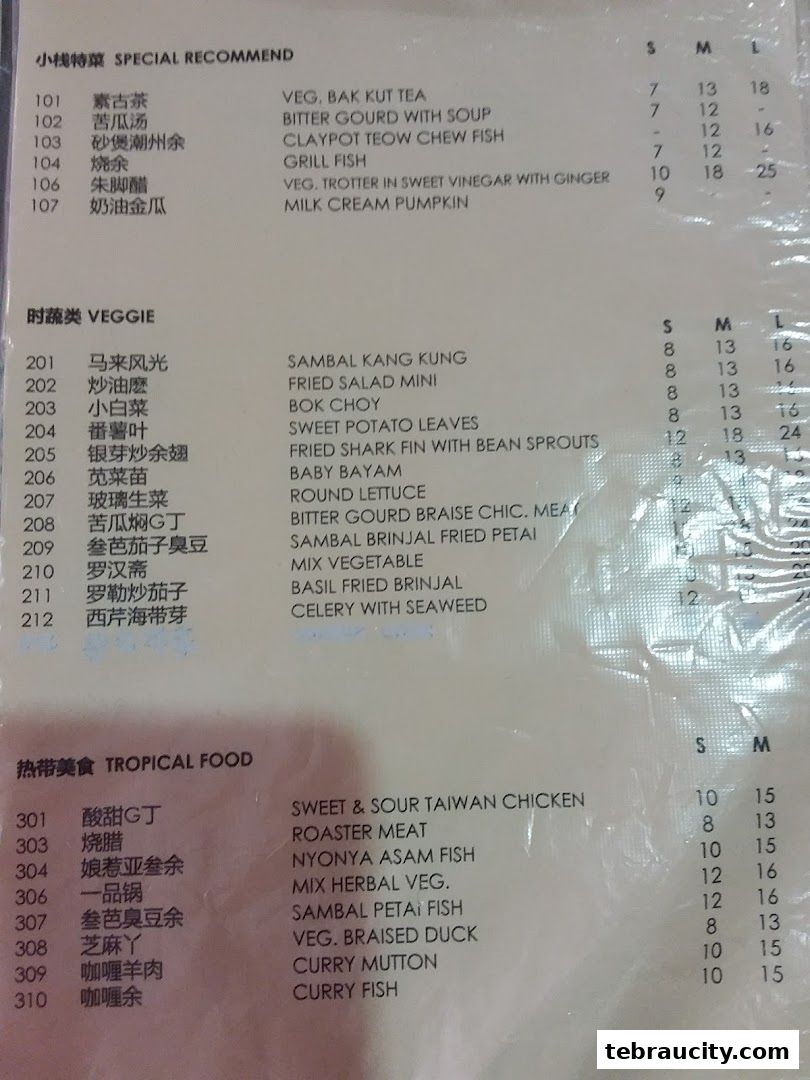 小栈特菜 SPECIAL RECOMMEND S M L
101 素古茶 VEG. BAK KUT TEA 7 13 18
102 苦瓜汤 BITTER GOURD WITH SOUP 7 12 -
103 砂煲潮州余 CLAYPOT TEOW CHEW FISH - 12 16
104 烧余 GRILL FISH 7 12 -
106 朱脚醋 VEG. TROTTER IN SWEET VINEGAR WITH GINGER 10 18 25
107 奶油金瓜 MILK CREAM PUMPKIN 9 - -
时蔬类 VEGGIE S M L
201 马来风光 SAMBAL KANG KUNG 8 13 16
202 炒油麽 FRIED SALAD MINI 8 13 16
203 小白菜 BOK CHOY 8 13 16
204 番薯叶 SWEET POTATO LEAVES 8 13 16
205 银芽炒余翅 FRIED SHARK FIN WITH BEAN SPROUTS 12 18 24
206 苋菜苗 BABY BAYAM 8 13
207 玻璃生菜 ROUND LETTUCE
208 苦瓜焖G丁 BITTER GOURD BRAISE CHIC. MEAT 12
209 叁芭茄子臭豆 SAMBAL BRINJAL FRIED PETAI
210 罗汉斋 MIX VEGETABLE
211 罗勒炒茄子 BASIL FRIED BRINJAL
212 西芹海带芽 CELERY WITH SEAWEED 12
热带美食 TROPICAL FOOD S M
301 酸甜G丁 SWEET & SOUR TAIWAN CHICKEN 10 15
303 烧腊 ROASTER MEAT 8 13
304 娘惹亚叁余 NYONYA ASAM FISH 10 15
306 一品锅 MIX HERBAL VEG. 12 16
307 叁芭臭豆余 SAMBAL PETAi FISH 12 16
308 芝麻丫 VEG. BRAISED DUCK 8 13
309 咖喱羊肉 CURRY MUTTON 10 15
310 咖喱余 CURRY FISH 10 15
tebraucity.com